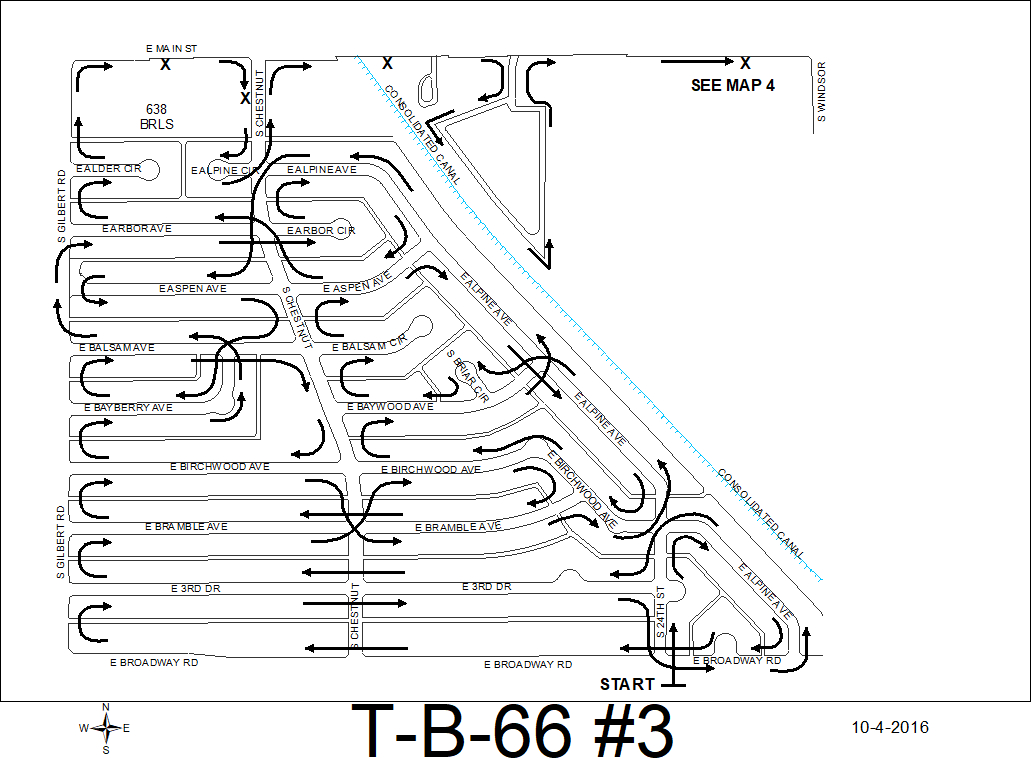 E MAIN ST
X
X
X
X
SEE MAP 4
S WINDSOR
638
BRLS
S CHESTNUT
CONSOLIDATED CANAL
S GILBERT RD
E ALDER CIR
E ALPINE CIR
E ALPINE AVE
E ARBOR AVE
E ARBOR CIR
E ASPEN AVE
E ASPEN AVE
S CHESTNUT
E ALPINE AVE
E BALSAM AVE
E BALSAM CIR
S BRIAR CIR
E BAYBERRY AVE
E BAYWOOD AVE
E ALPINE AVE
E BIRCHWOOD AVE
E BIRCHWOOD AVE
E BIRCHWOOD AVE
CONSOLIDATED CANAL
S GILBERT RD
E BRAMBLE AVE
E BRAMBLE AVE
E 3RD DR
E 3RD DR
S CHESTNUT
S 24TH ST
E ALPINE AVE
E BROADWAY RD
E BROADWAY RD
E BROADWAY RD
START
N
W E
S
T-B-66 #3
10-4-2016